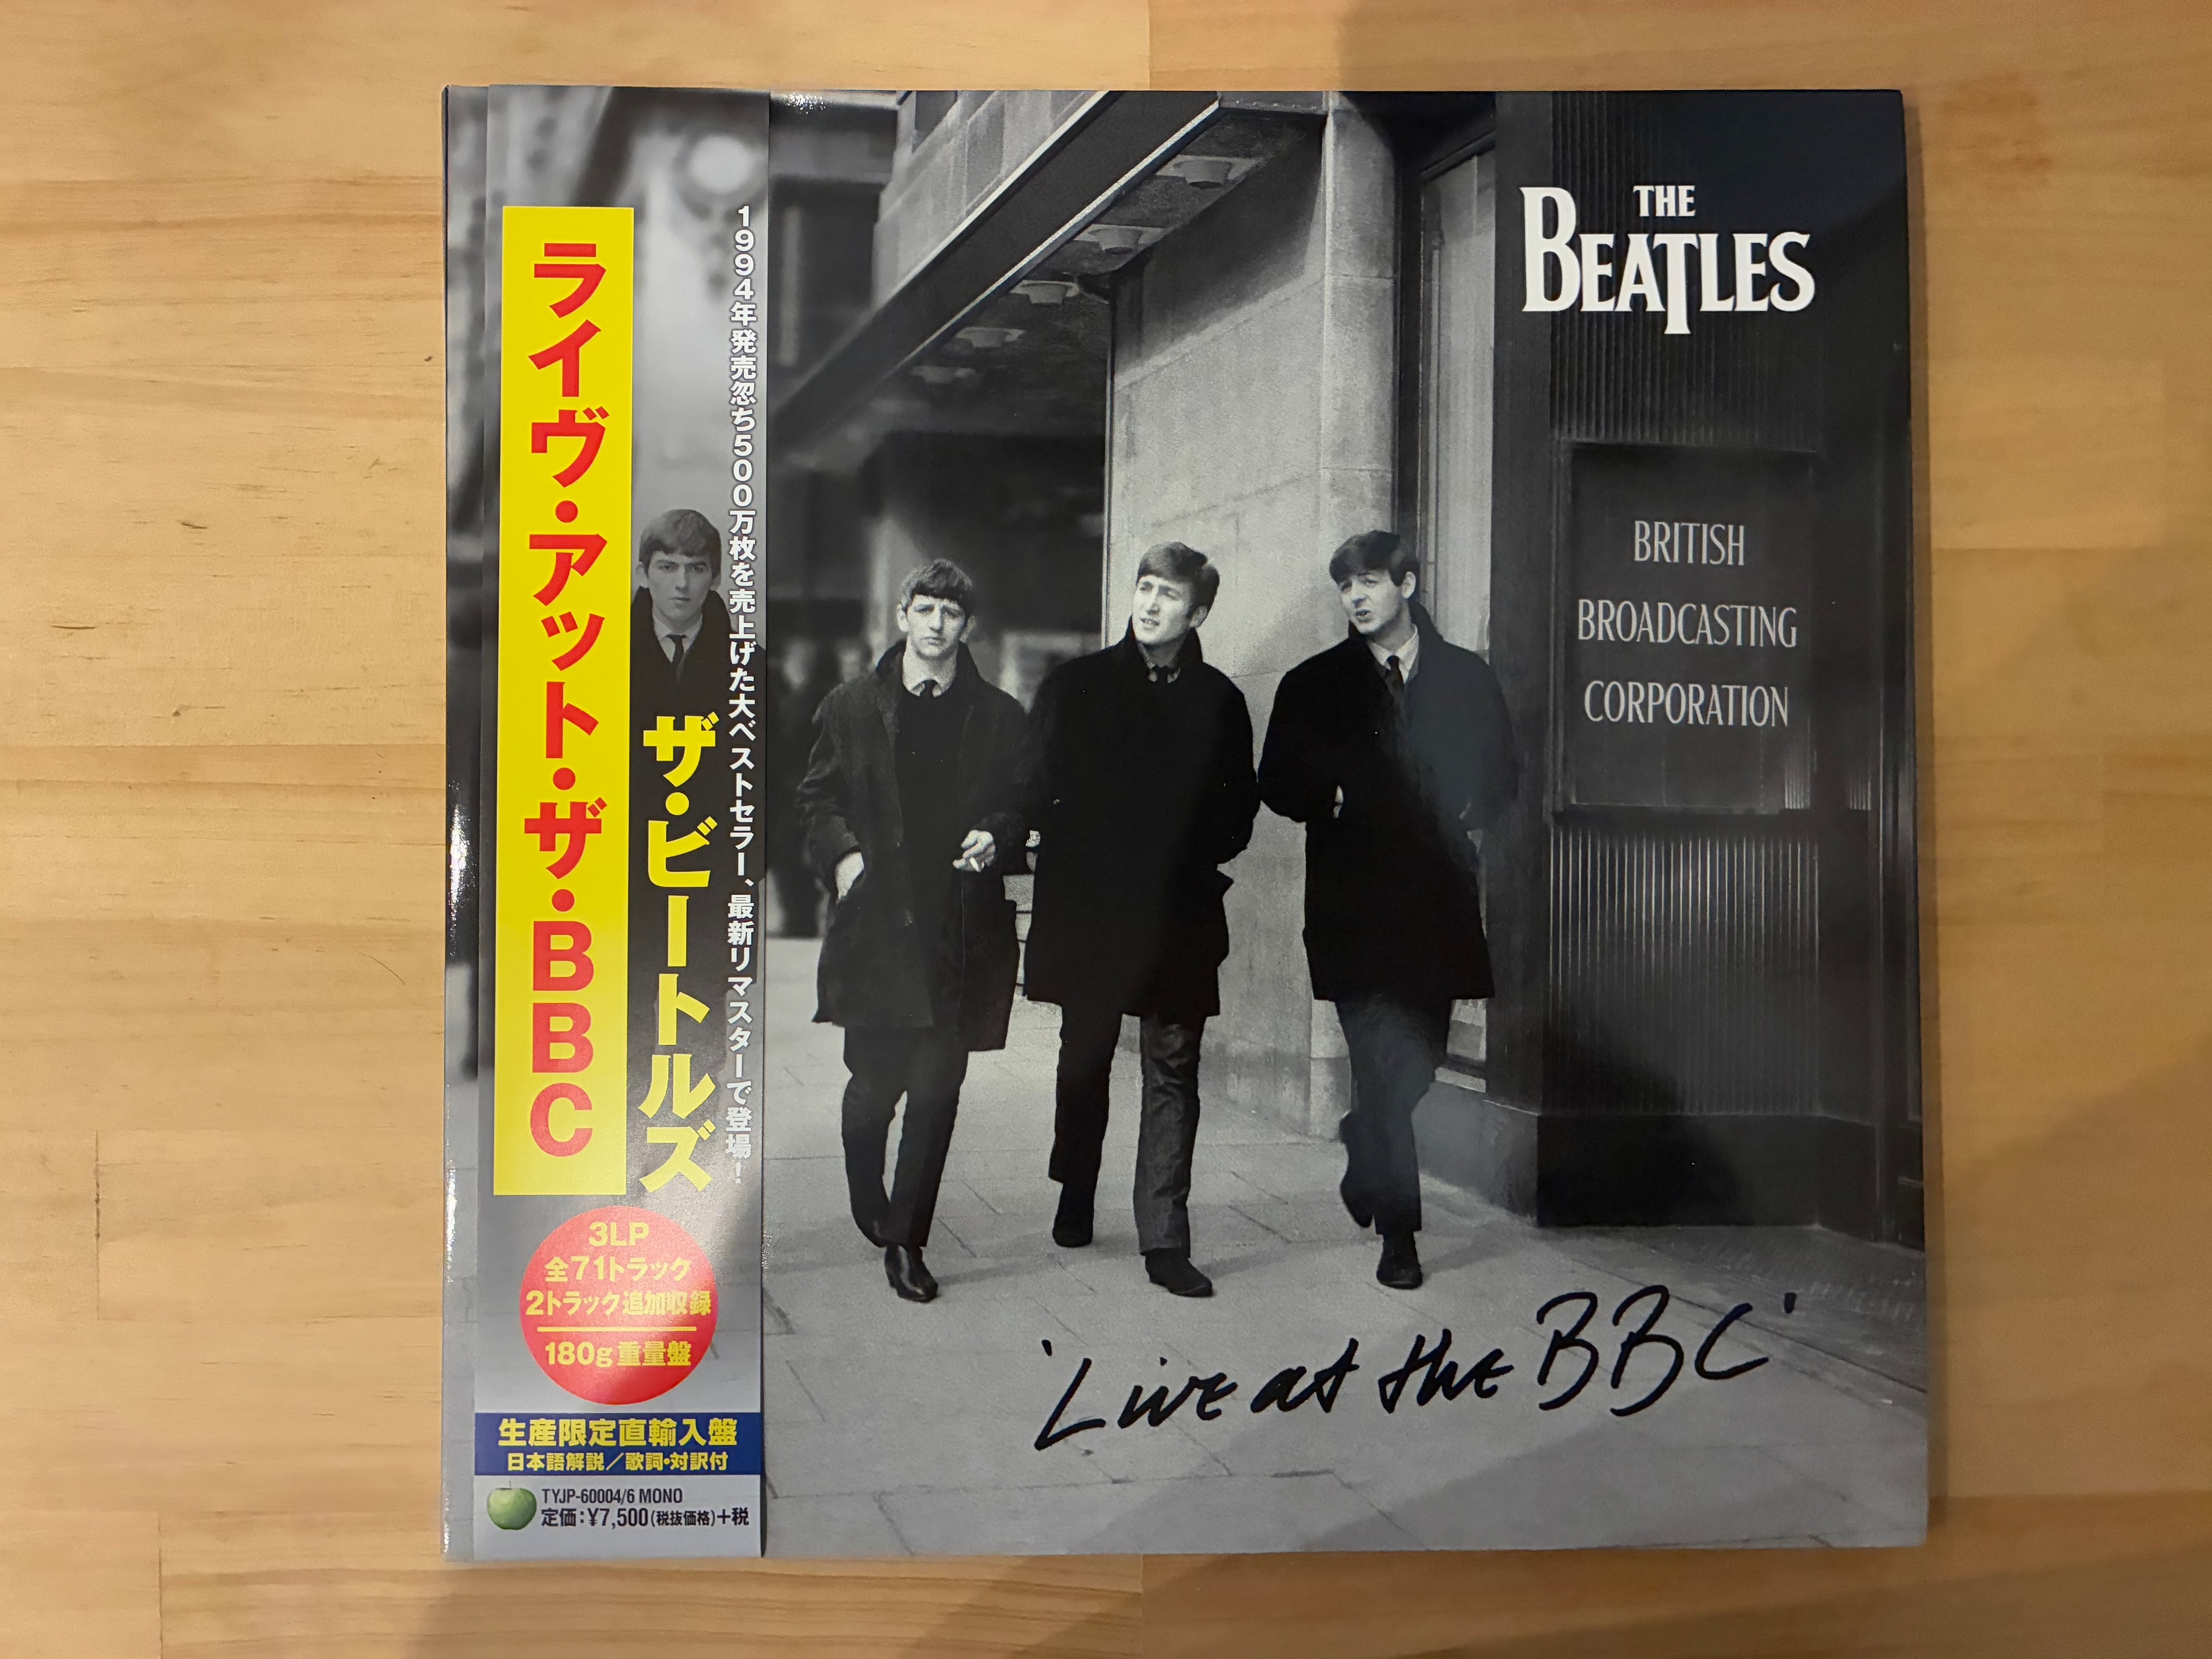 ライヴ・アット・ザ・BBC
ザ・ビートルズ
1994年発売忽ち500万枚を売上げた大ベストセラー、最新リマスターで登場!
3LP
全71トラック
2トラック追加収録
180g重量盤
生産限定直輸入盤
日本語解説/歌詞・対訳付
TYJP-60004/6 MONO
定価:¥7,500(税抜価格)+税
THE
BEATLES
BRITISH
BROADCASTING
CORPORATION
'Live at the BBC'